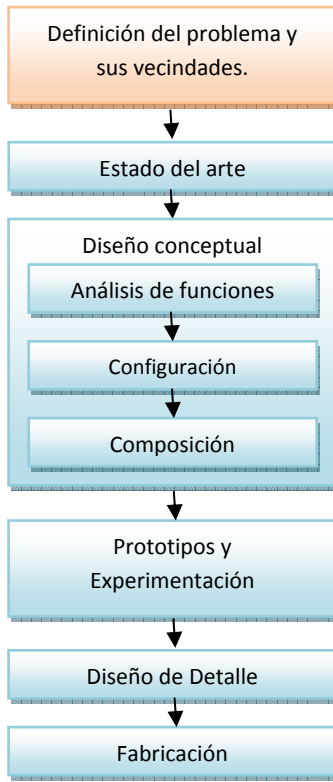 Definición del problema y
sus vecindades.
Estado del arte
Diseño conceptual
Análisis de funciones
Configuración
Composición
Prototipos y
Experimentación
Diseño de Detalle
Fabricación